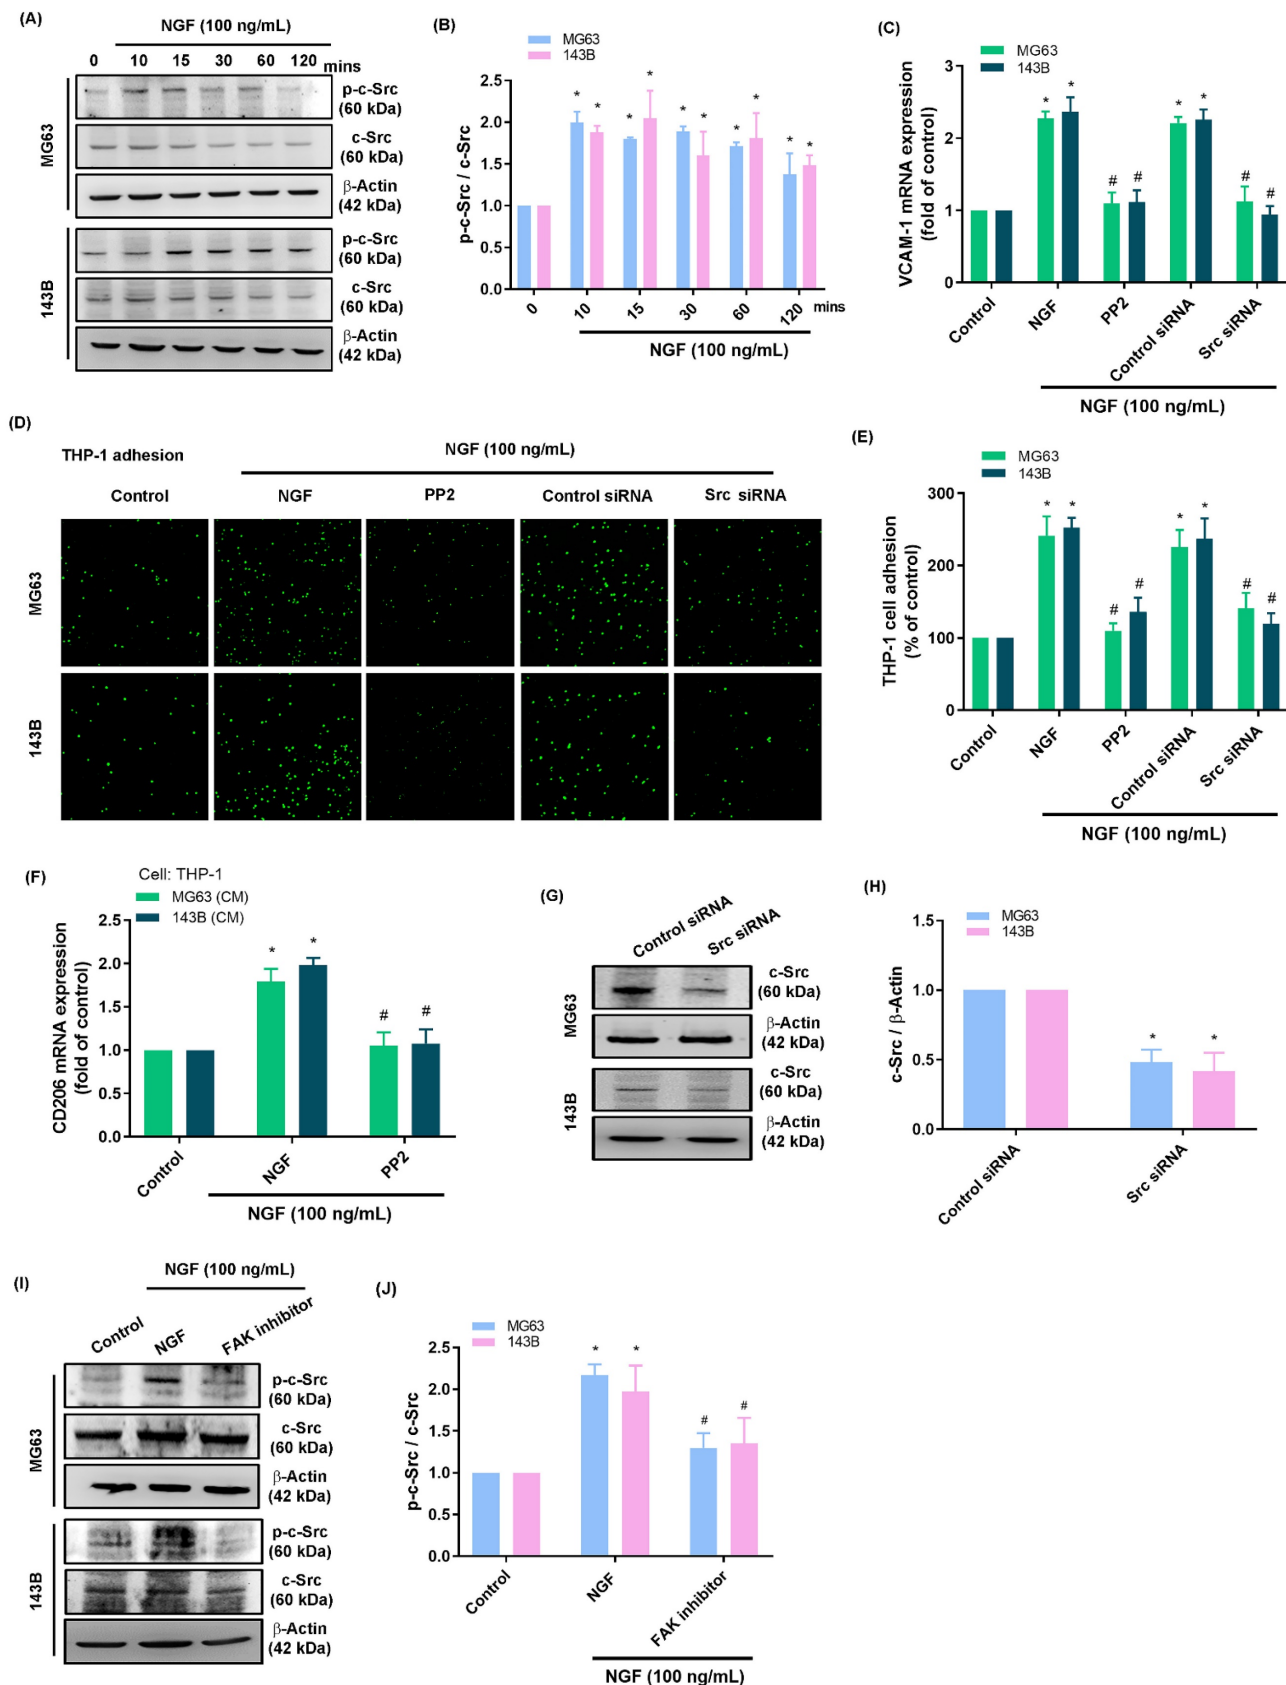 (A)
NGF (100 ng/mL)
0 10 15 30 60 120 mins
MG63
p-c-Src
(60 kDa)
c-Src
(60 kDa)
β-Actin
(42 kDa)
143B
p-c-Src
(60 kDa)
c-Src
(60 kDa)
β-Actin
(42 kDa)
(B)
MG63
143B
p-c-Src / c-Src
2.5
2.0
1.5
1.0
0.5
0.0
* * * * * * * * * *
0 10 15 30 60 120 mins
NGF (100 ng/mL)
(C)
MG63
143B
VCAM-1 mRNA expression
(fold of control)
3
2
1
0
* * # # * * # #
Control NGF PP2 Control siRNA Src siRNA
NGF (100 ng/mL)
(D)
THP-1 adhesion
NGF (100 ng/mL)
Control NGF PP2 Control siRNA Src siRNA
MG63
143B
(E)
MG63
143B
THP-1 cell adhesion
(% of control)
300
200
100
0
* * # # * * # #
Control NGF PP2 Control siRNA Src siRNA
NGF (100 ng/mL)
(F)
Cell: THP-1
MG63 (CM)
143B (CM)
CD206 mRNA expression
(fold of control)
2.5
2.0
1.5
1.0
0.5
0.0
* * # #
Control NGF PP2
NGF (100 ng/mL)
(G)
Control siRNA Src siRNA
MG63
c-Src
(60 kDa)
β-Actin
(42 kDa)
143B
c-Src
(60 kDa)
β-Actin
(42 kDa)
(H)
MG63
143B
c-Src / β-Actin
1.5
1.0
0.5
0.0
* *
Control siRNA Src siRNA
(I)
NGF (100 ng/mL)
Control NGF FAK inhibitor
MG63
p-c-Src
(60 kDa)
c-Src
(60 kDa)
β-Actin
(42 kDa)
143B
p-c-Src
(60 kDa)
c-Src
(60 kDa)
β-Actin
(42 kDa)
(J)
MG63
143B
p-c-Src / c-Src
2.5
2.0
1.5
1.0
0.5
0.0
* * # #
Control NGF FAK inhibitor
NGF (100 ng/mL)